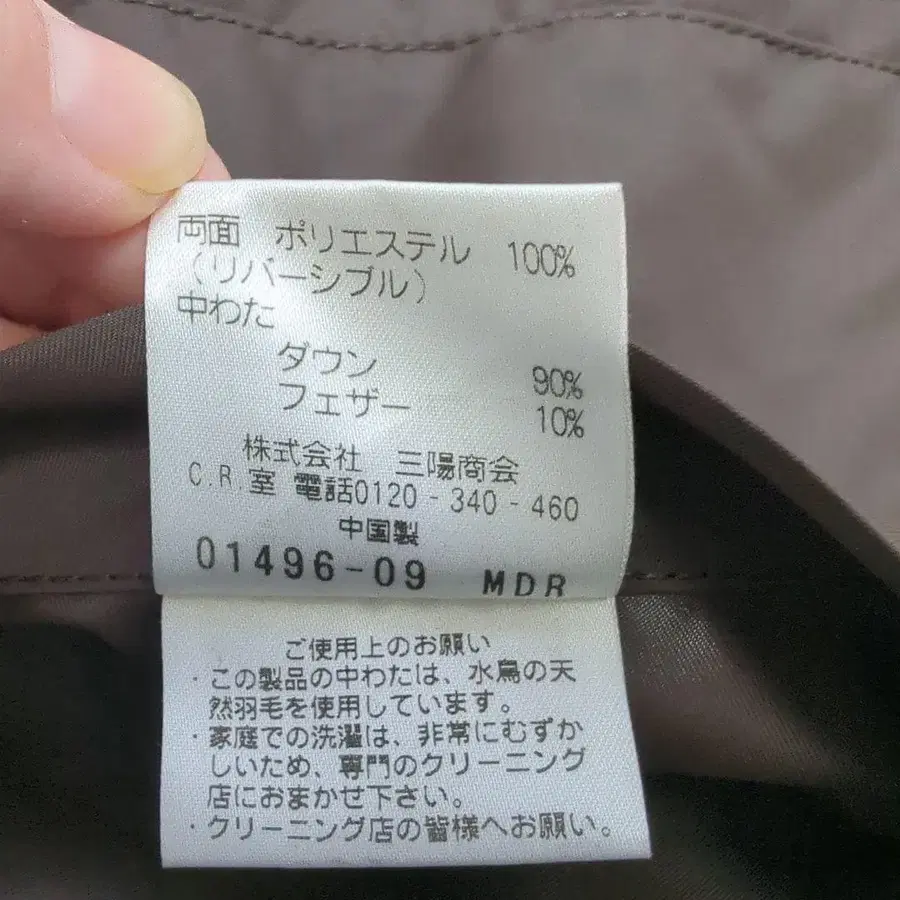 両面 ポリエステル 100%
（リバーシブル）
中わた
ダウン 90%
フェザー 10%
株式会社 三陽商会
C.R.室 電話0120-340-460
中国製
01496-09 MDR
ご使用上のお願い
・この製品の中わたは、水鳥の天
然羽毛を使用しています。
・家庭での洗濯は、非常にむずか
しいため、専門のクリーニング
店におまかせ下さい。
・クリーニング店の皆様へお願い。